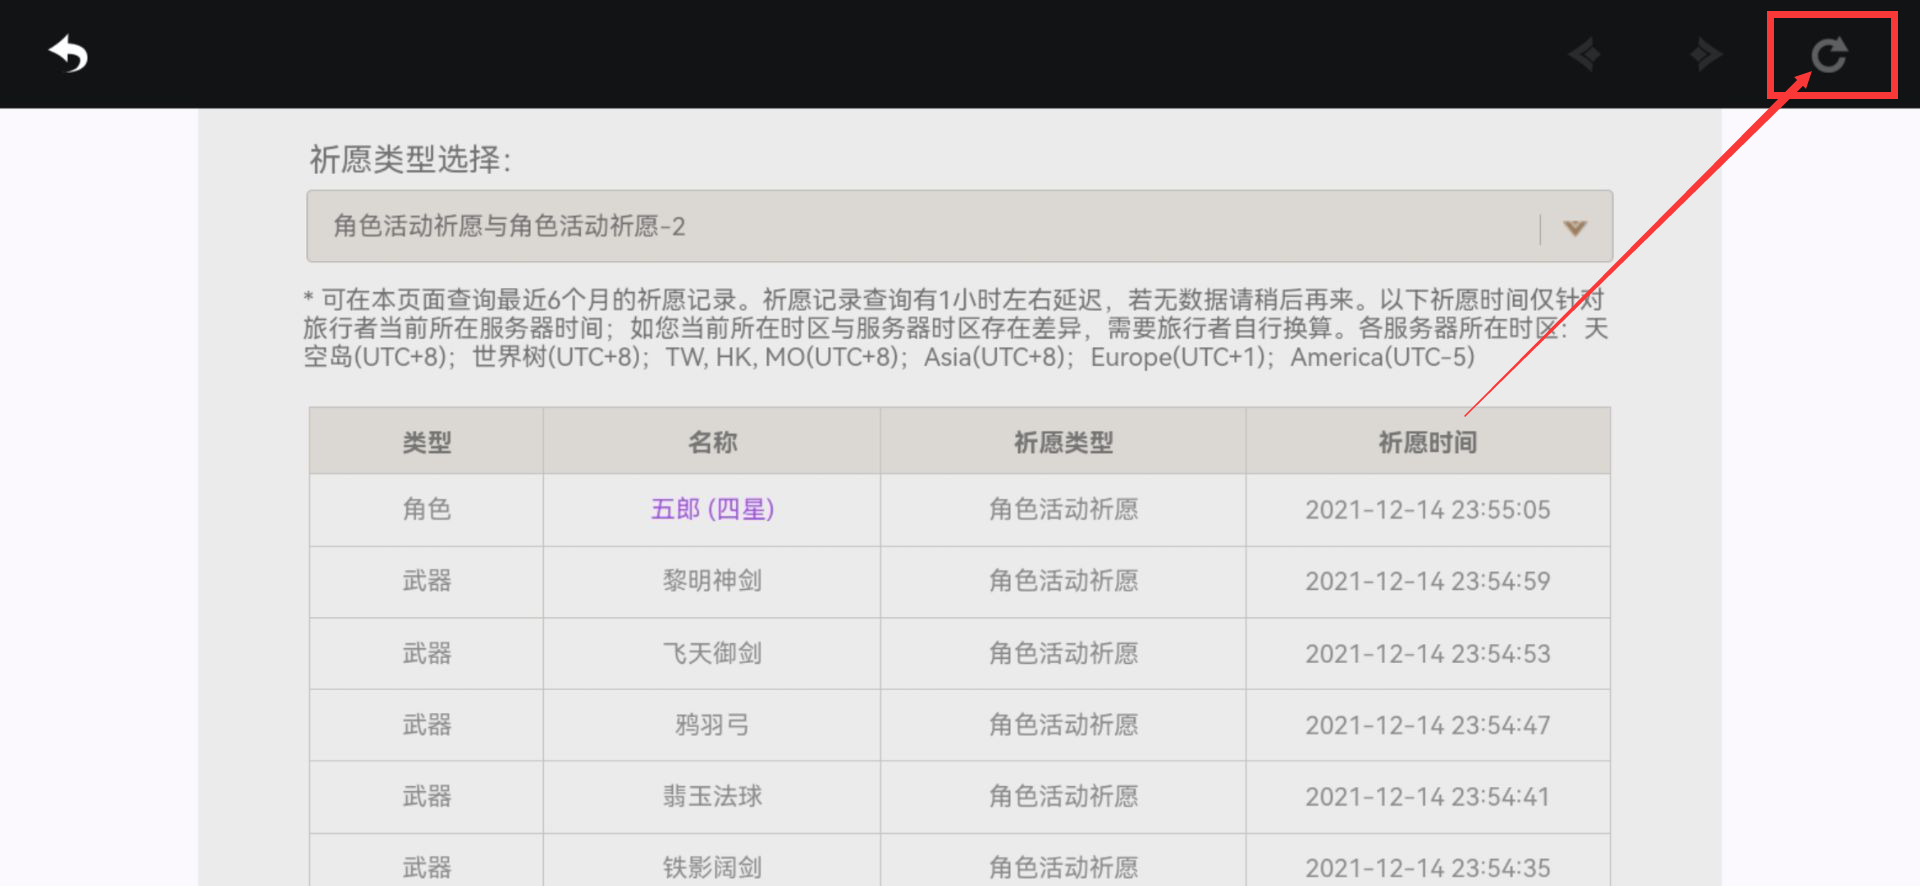 祈愿类型选择：
角色活动祈愿与角色活动祈愿-2
* 可在本页面查询最近6个月的祈愿记录。祈愿记录查询有1小时左右延迟，若无数据请稍后再来。以下祈愿时间仅针对
旅行者当前所在服务器时间；如您当前所在时区与服务器时区存在差异，需要旅行者自行换算。各服务器所在时区：天
空岛(UTC+8)；世界树(UTC+8)；TW, HK, MO(UTC+8)；Asia(UTC+8)；Europe(UTC+1)；America(UTC-5)
类型 名称 祈愿类型 祈愿时间
角色 五郎 (四星) 角色活动祈愿 2021-12-14 23:55:05
武器 黎明神剑 角色活动祈愿 2021-12-14 23:54:59
武器 飞天御剑 角色活动祈愿 2021-12-14 23:54:53
武器 鸦羽弓 角色活动祈愿 2021-12-14 23:54:47
武器 翡玉法球 角色活动祈愿 2021-12-14 23:54:41
武器 铁影阔剑 角色活动祈愿 2021-12-14 23:54:35